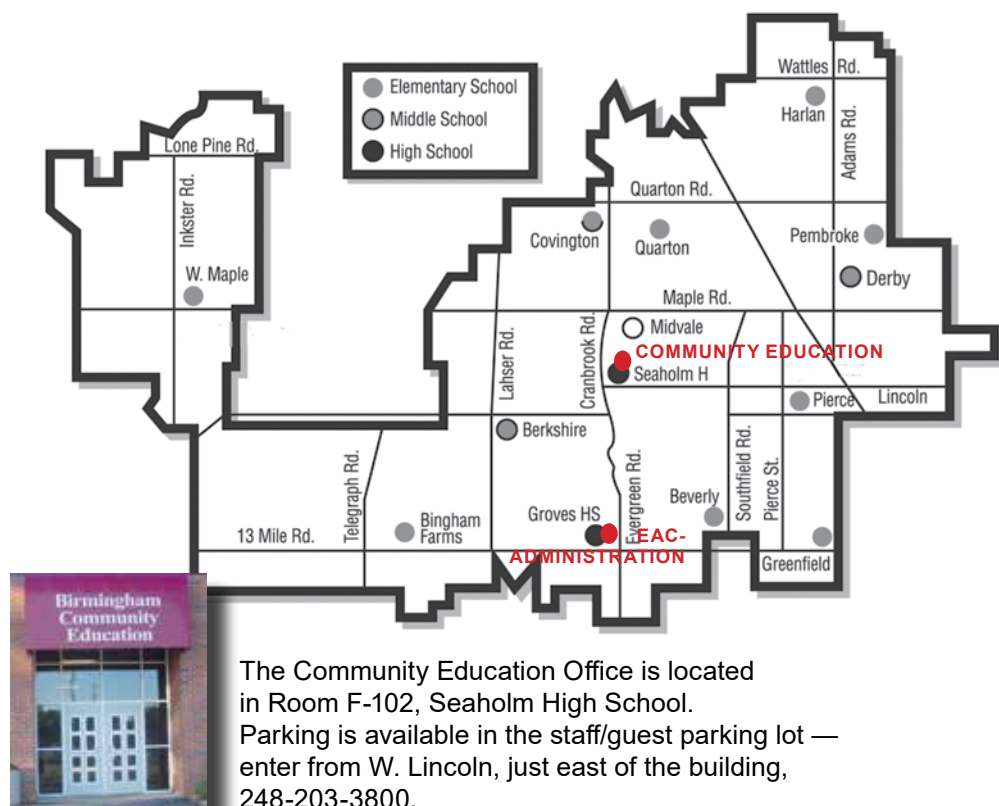 Wattles Rd.
Elementary School
Harlan
Middle School
Adams Rd.
Lone Pine Rd.
High School
Inkster Rd.
Quarton Rd.
Covington
Quarton
Pembroke
W. Maple
Derby
Maple Rd.
Lahser Rd.
Cranbrook Rd.
Midvale
COMMUNITY EDUCATION
Seaholm H
Pierce
Lincoln
Berkshire
Telegraph Rd.
Evergreen Rd.
Southfield Rd.
Pierce St.
Beverly
Groves HS
Bingham
Farms
13 Mile Rd.
EAC-
ADMINISTRATION
Greenfield
Birmingham
Community
Education
The Community Education Office is located
in Room F-102, Seaholm High School.
Parking is available in the staff/guest parking lot —
enter from W. Lincoln, just east of the building,
248-203-3800.